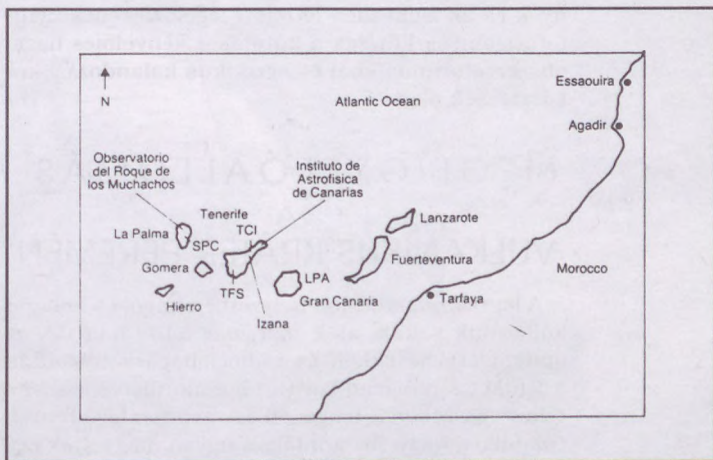 N
Atlantic Ocean
Essaouira
Agadir
Observatorio
del Roque de
los Muchachos
Instituto de
Astrofisica
de Canarias
Tenerife
TCI
Lanzarote
La Palma
SPC
Fuerteventura
Gomera
LPA
Morocco
TFS
Gran Canaria
Tarfaya
Hierro
Izana